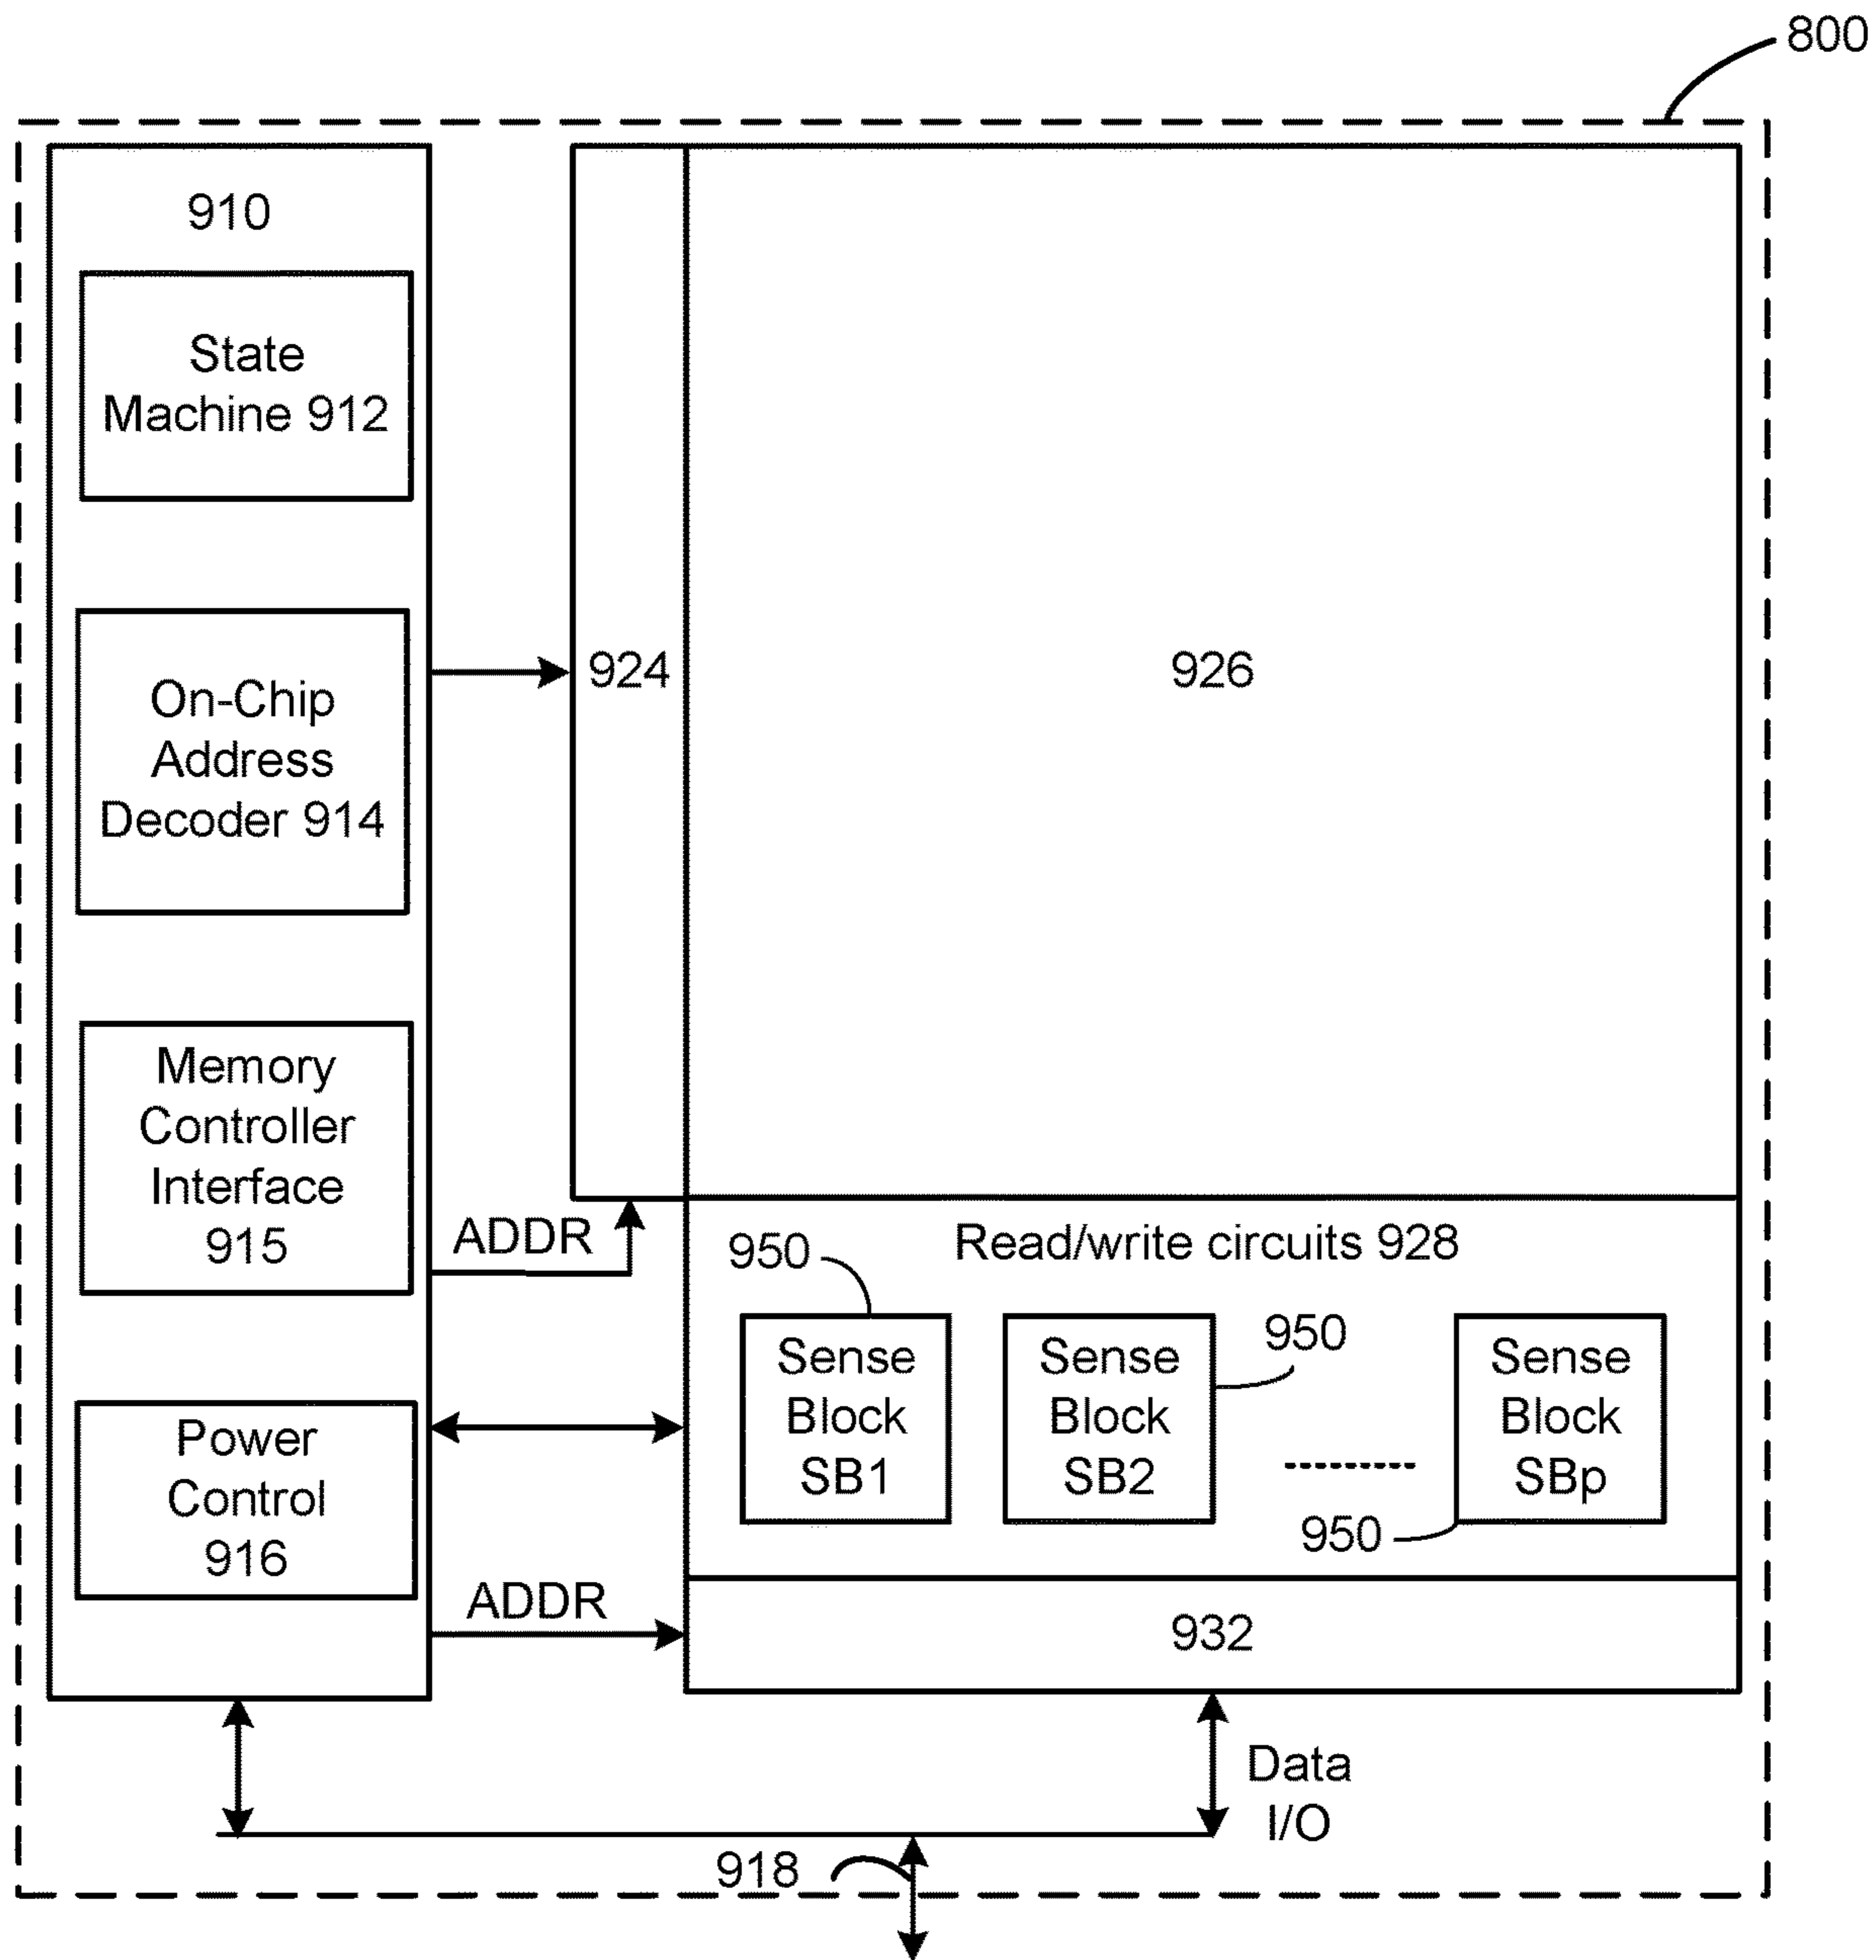 800
910
State
Machine 912
On-Chip
Address
Decoder 914
Memory
Controller
Interface
915
Power
Control
916
924
926
ADDR
950
Read/write circuits 928
Sense
Block
SB1
Sense
Block
SB2
950
Sense
Block
SBp
950
ADDR
932
Data
I/O
918